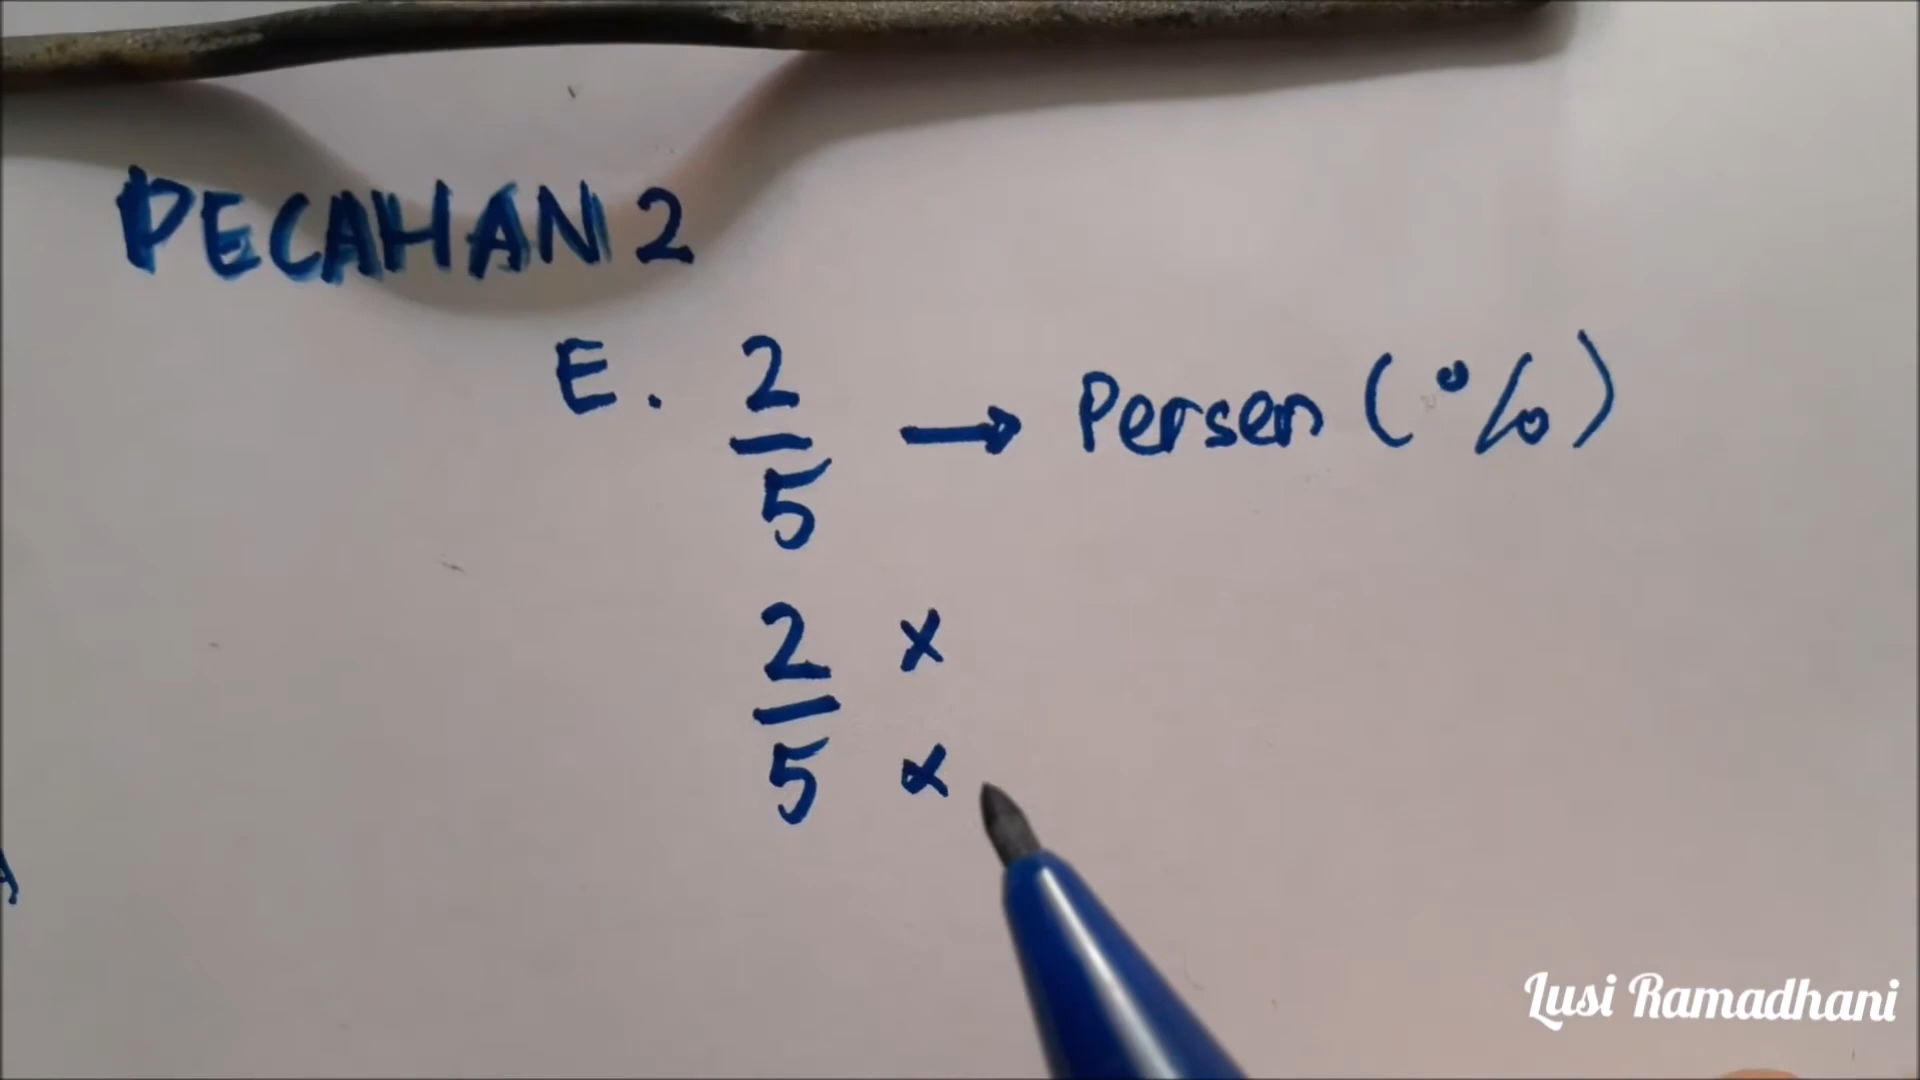 PECAHAN 2
E. 2/5 → Persen (%)
2 ×
5 ×
Lusi Ramadhani